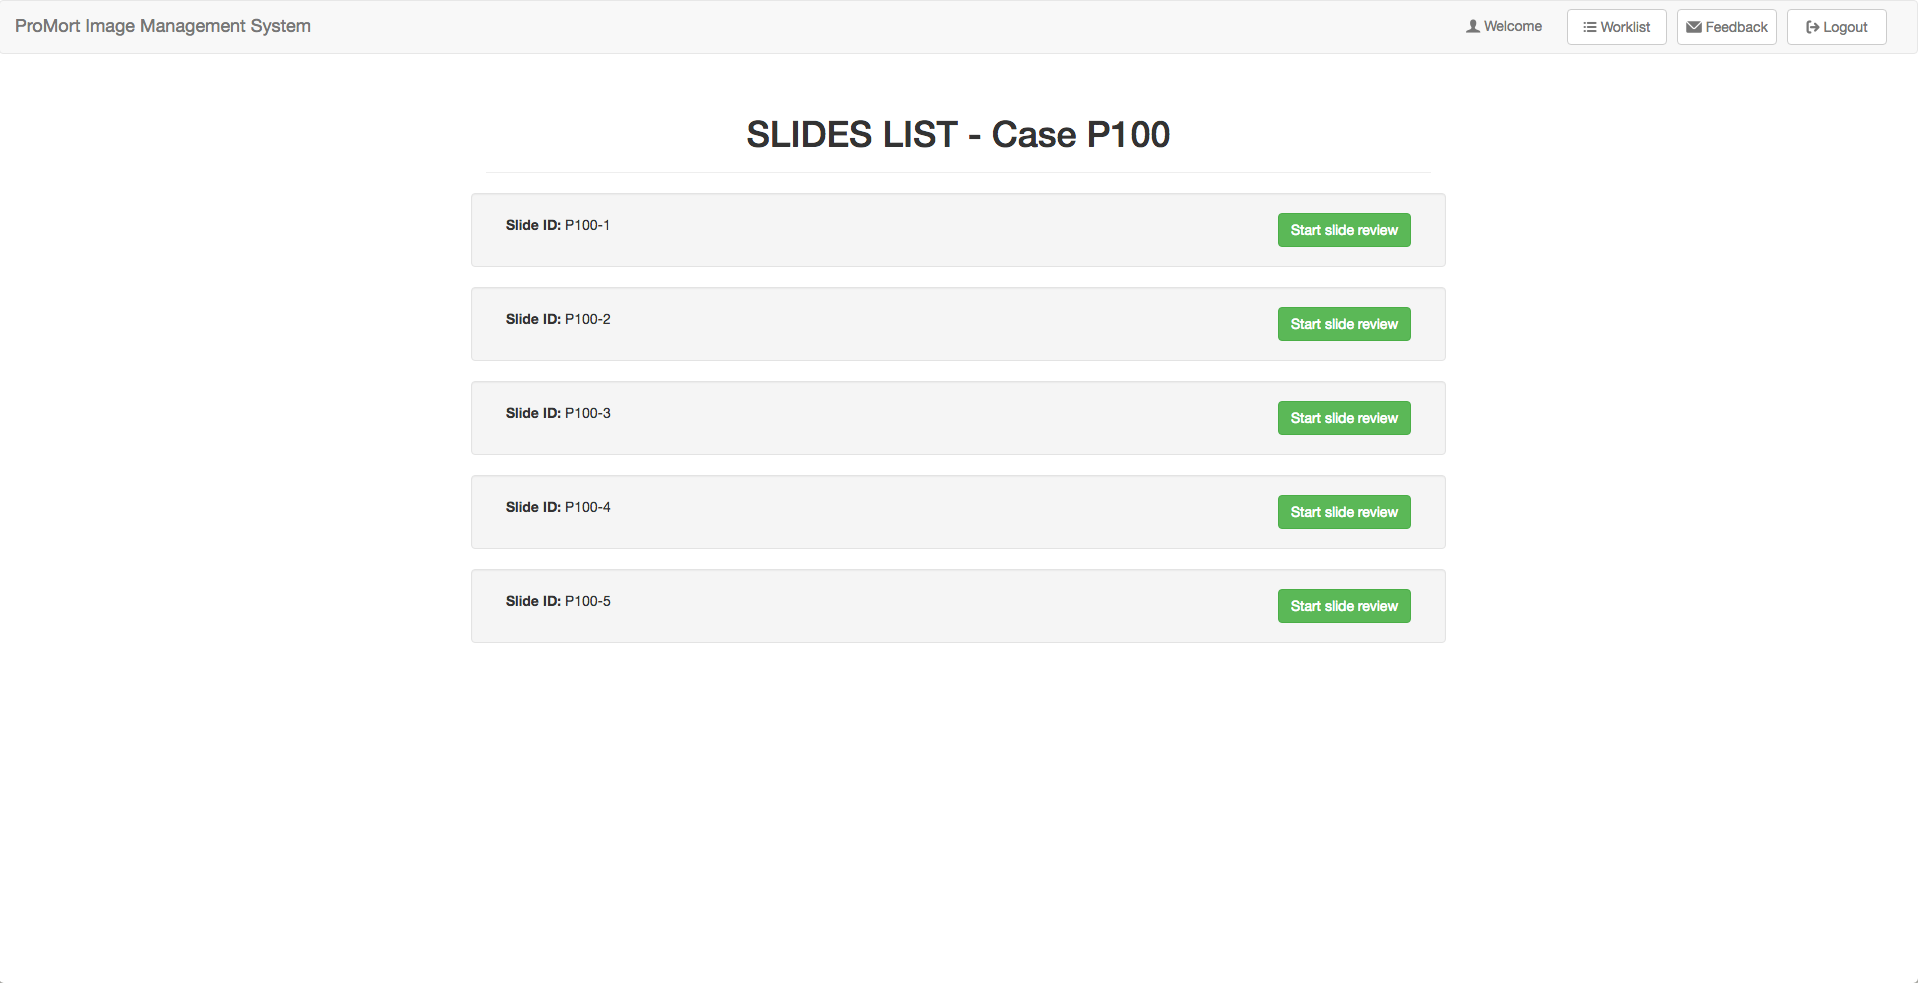 ProMort Image Management System
Welcome
Worklist
Feedback
Logout
SLIDES LIST - Case P100
Slide ID: P100-1
Start slide review
Slide ID: P100-2
Start slide review
Slide ID: P100-3
Start slide review
Slide ID: P100-4
Start slide review
Slide ID: P100-5
Start slide review